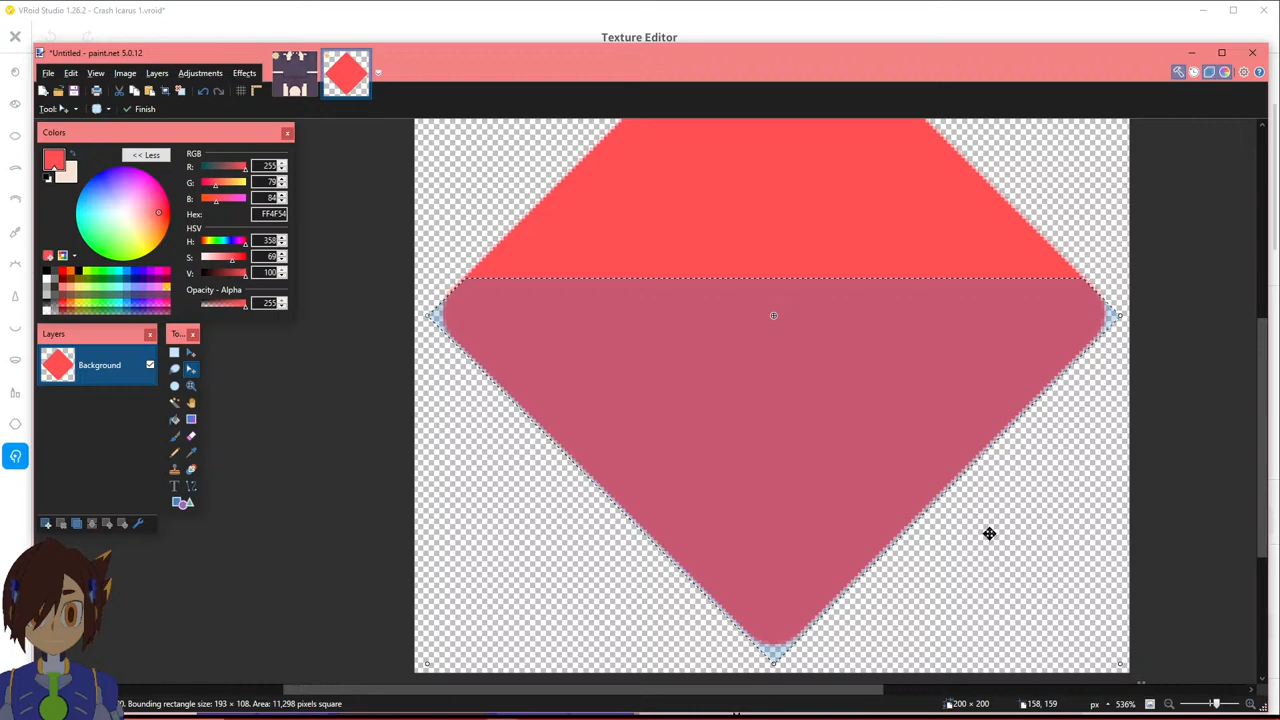 VRoid Studio 1.26.2 - Crash Icarus 1.vroid*
Texture Editor
*Untitled - paint.net 5.0.12
File Edit View Image Layers Adjustments Effects
Tool: Finish
Colors
<< Less
RGB
R: 255
G: 79
B: 84
Hex: FF4F54
HSV
H: 358
S: 69
V: 100
Opacity - Alpha
255
Layers
To...
Background
Bounding rectangle size: 193 × 108. Area: 11,298 pixels square
200 × 200
158, 159
px
536%